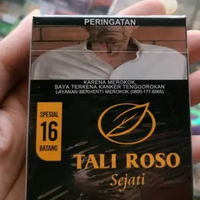 PERINGATAN
KARENA MEROKOK,
SAYA TERKENA KANKER TENGGOROKAN
LAYANAN BERHENTI MEROKOK (0800-177-6565)
SPESIAL
16
BATANG
TALI ROSO
Sejati